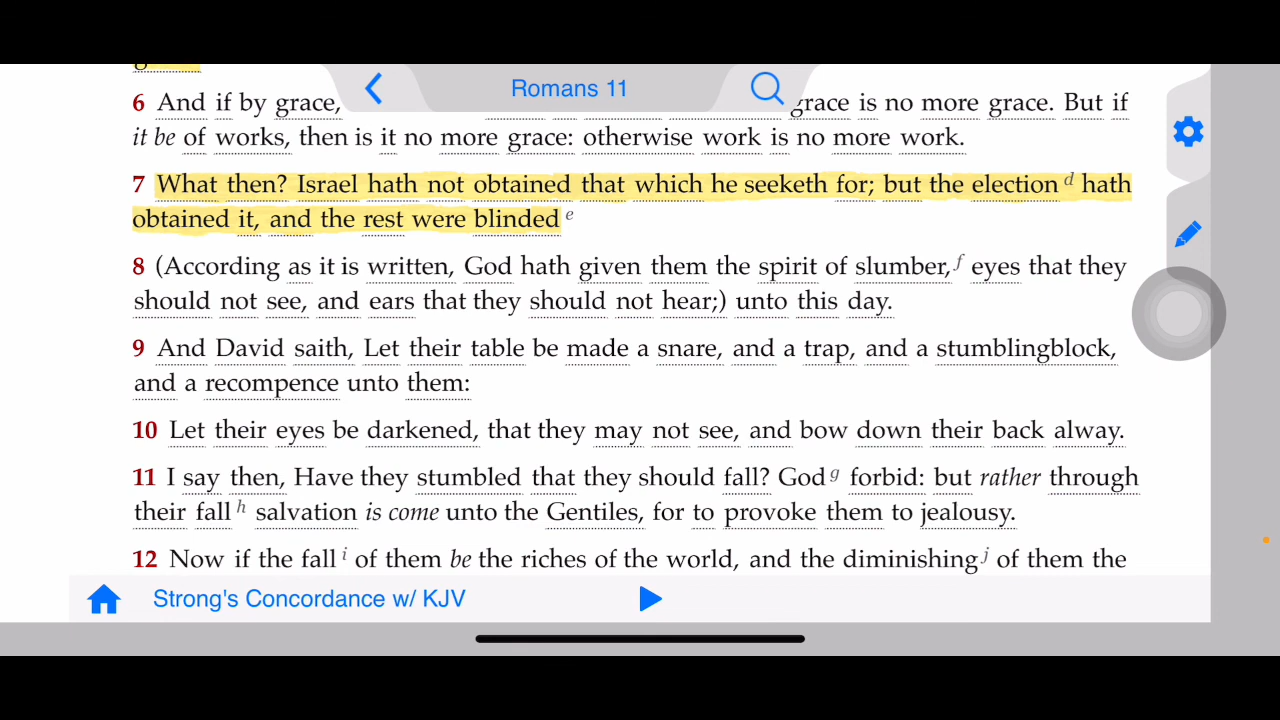 Romans 11
6 And if by grace, grace is no more grace. But if
it be of works, then is it no more grace: otherwise work is no more work.
7 What then? Israel hath not obtained that which he seeketh for; but the election d hath
obtained it, and the rest were blinded e
8 (According as it is written, God hath given them the spirit of slumber, f eyes that they
should not see, and ears that they should not hear;) unto this day.
9 And David saith, Let their table be made a snare, and a trap, and a stumblingblock,
and a recompence unto them:
10 Let their eyes be darkened, that they may not see, and bow down their back alway.
11 I say then, Have they stumbled that they should fall? God g forbid: but rather through
their fall h salvation is come unto the Gentiles, for to provoke them to jealousy.
12 Now if the fall i of them be the riches of the world, and the diminishing j of them the
Strong's Concordance w/ KJV